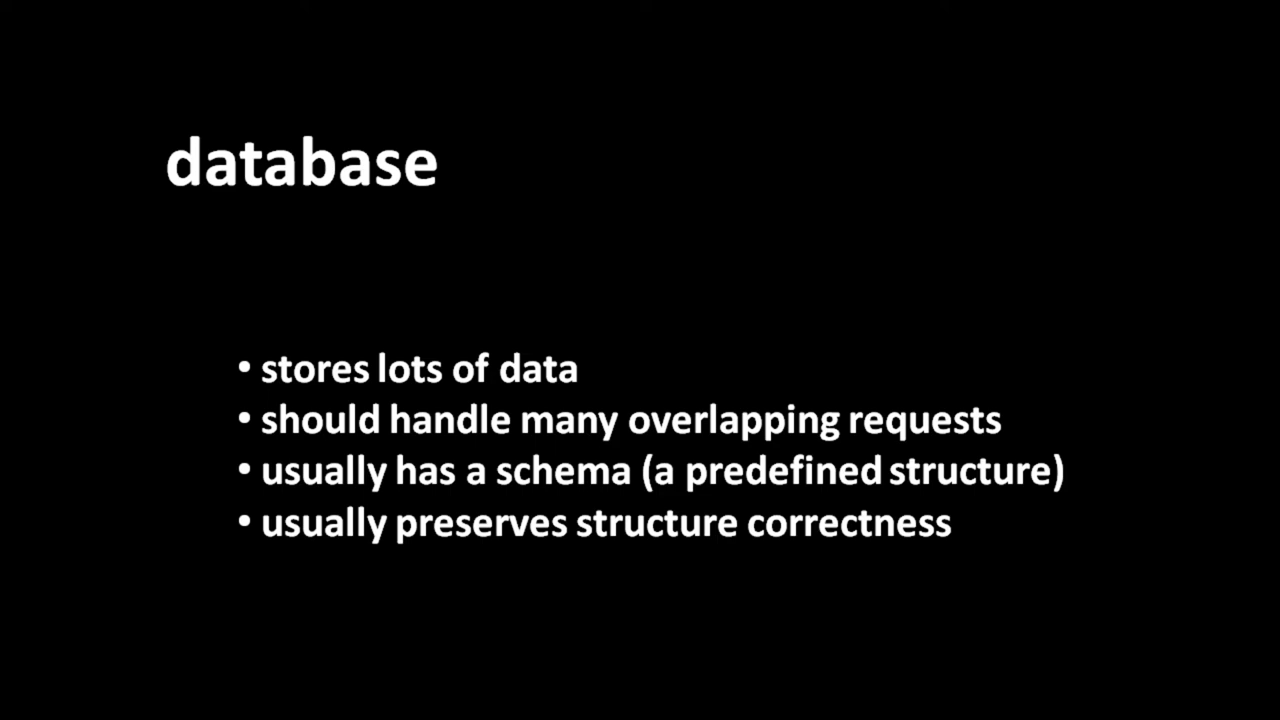 database
• stores lots of data
• should handle many overlapping requests
• usually has a schema (a predefined structure)
• usually preserves structure correctness